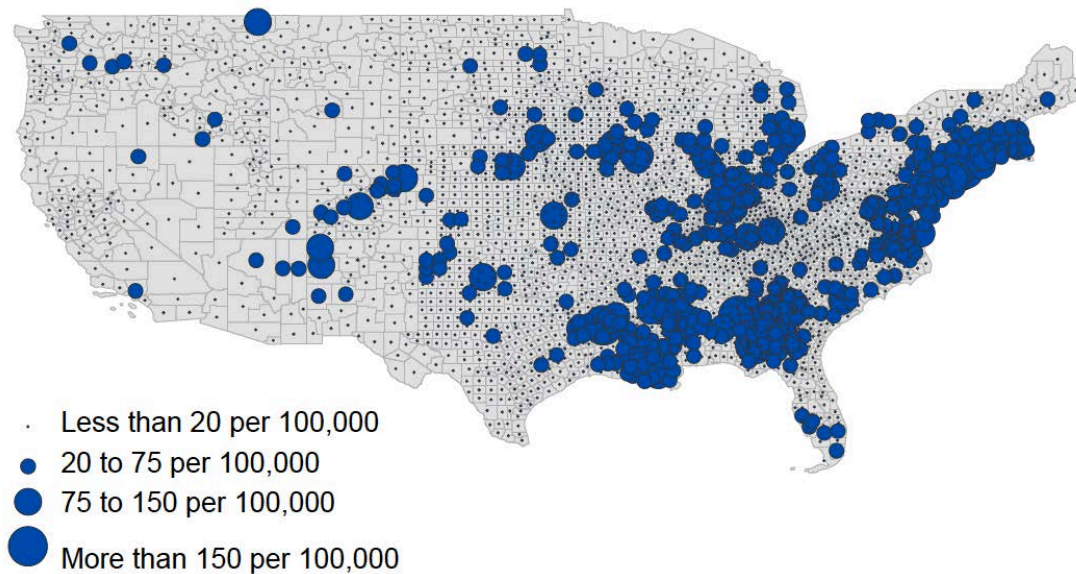 Less than 20 per 100,000
20 to 75 per 100,000
75 to 150 per 100,000
More than 150 per 100,000